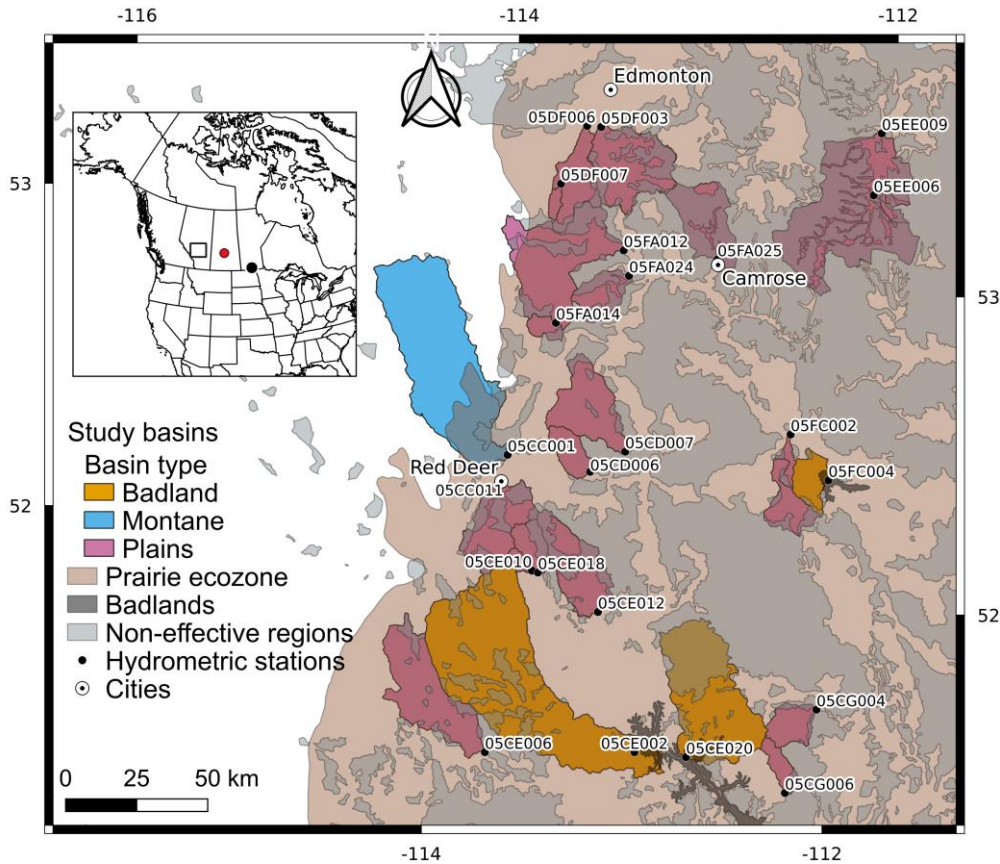 -116
-114
-112
N
Edmonton
05DF006
05DF003
05EE009
53
05DF007
05EE006
05FA012
05FA025
05FA024
Camrose
53
05FA014
Study basins
Basin type
Badland
Montane
Plains
Prairie ecozone
Badlands
Non-effective regions
Hydrometric stations
Cities
0 25 50 km
05FC002
05CC001
05CD007
Red Deer
05CD006
05FC004
05CC011
52
05CE010
05CE018
05CE012
52
05CG004
05CE006
05CE002
05CE020
05CG006
-114
-112